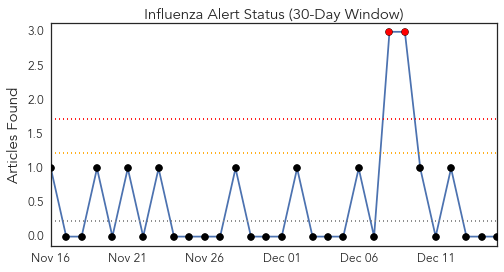 Influenza Alert Status (30-Day Window)
Articles Found
3.0
2.5
2.0
1.5
1.0
0.5
0.0
Nov 16 Nov 21 Nov 26 Dec 01 Dec 06 Dec 11